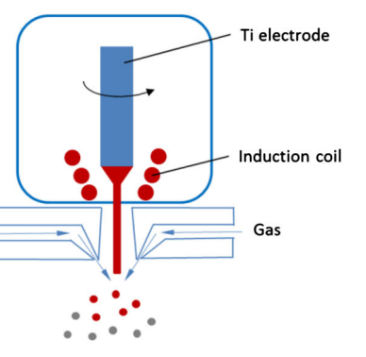 Ti electrode
Induction coil
Gas